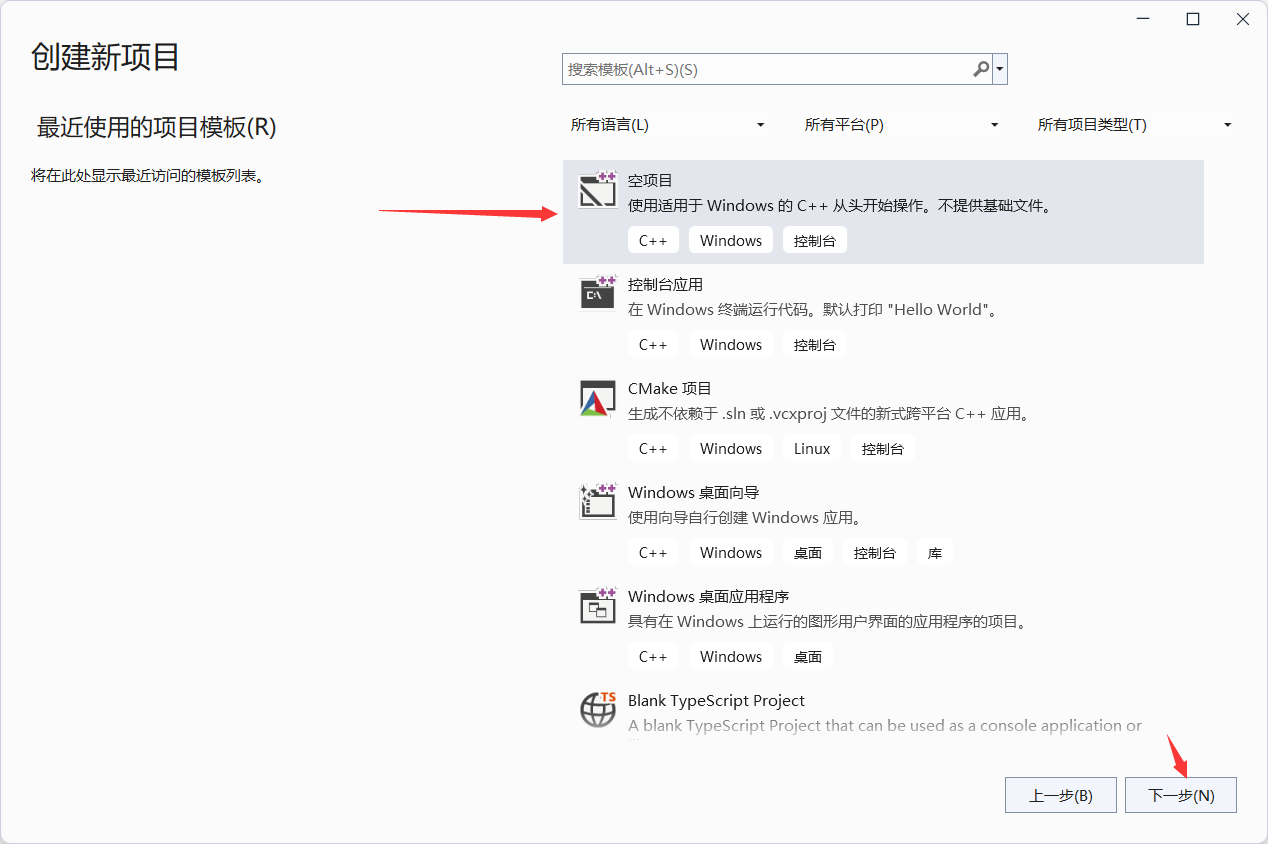 创建新项目
最近使用的项目模板(R)
将在此处显示最近访问的模板列表。
搜索模板(Alt+S)(S)
所有语言(L) 所有平台(P) 所有项目类型(T)
空项目
使用适用于 Windows 的 C++ 从头开始操作。不提供基础文件。
C++ Windows 控制台
控制台应用
C:\
在 Windows 终端运行代码。默认打印 "Hello World"。
C++ Windows 控制台
CMake 项目
生成不依赖于 .sln 或 .vcxproj 文件的新式跨平台 C++ 应用。
C++ Windows Linux 控制台
Windows 桌面向导
使用向导自行创建 Windows 应用。
C++ Windows 桌面 控制台 库
Windows 桌面应用程序
具有在 Windows 上运行的图形用户界面的应用程序的项目。
C++ Windows 桌面
TS
Blank TypeScript Project
A blank TypeScript Project that can be used as a console application or
上一步(B) 下一步(N)